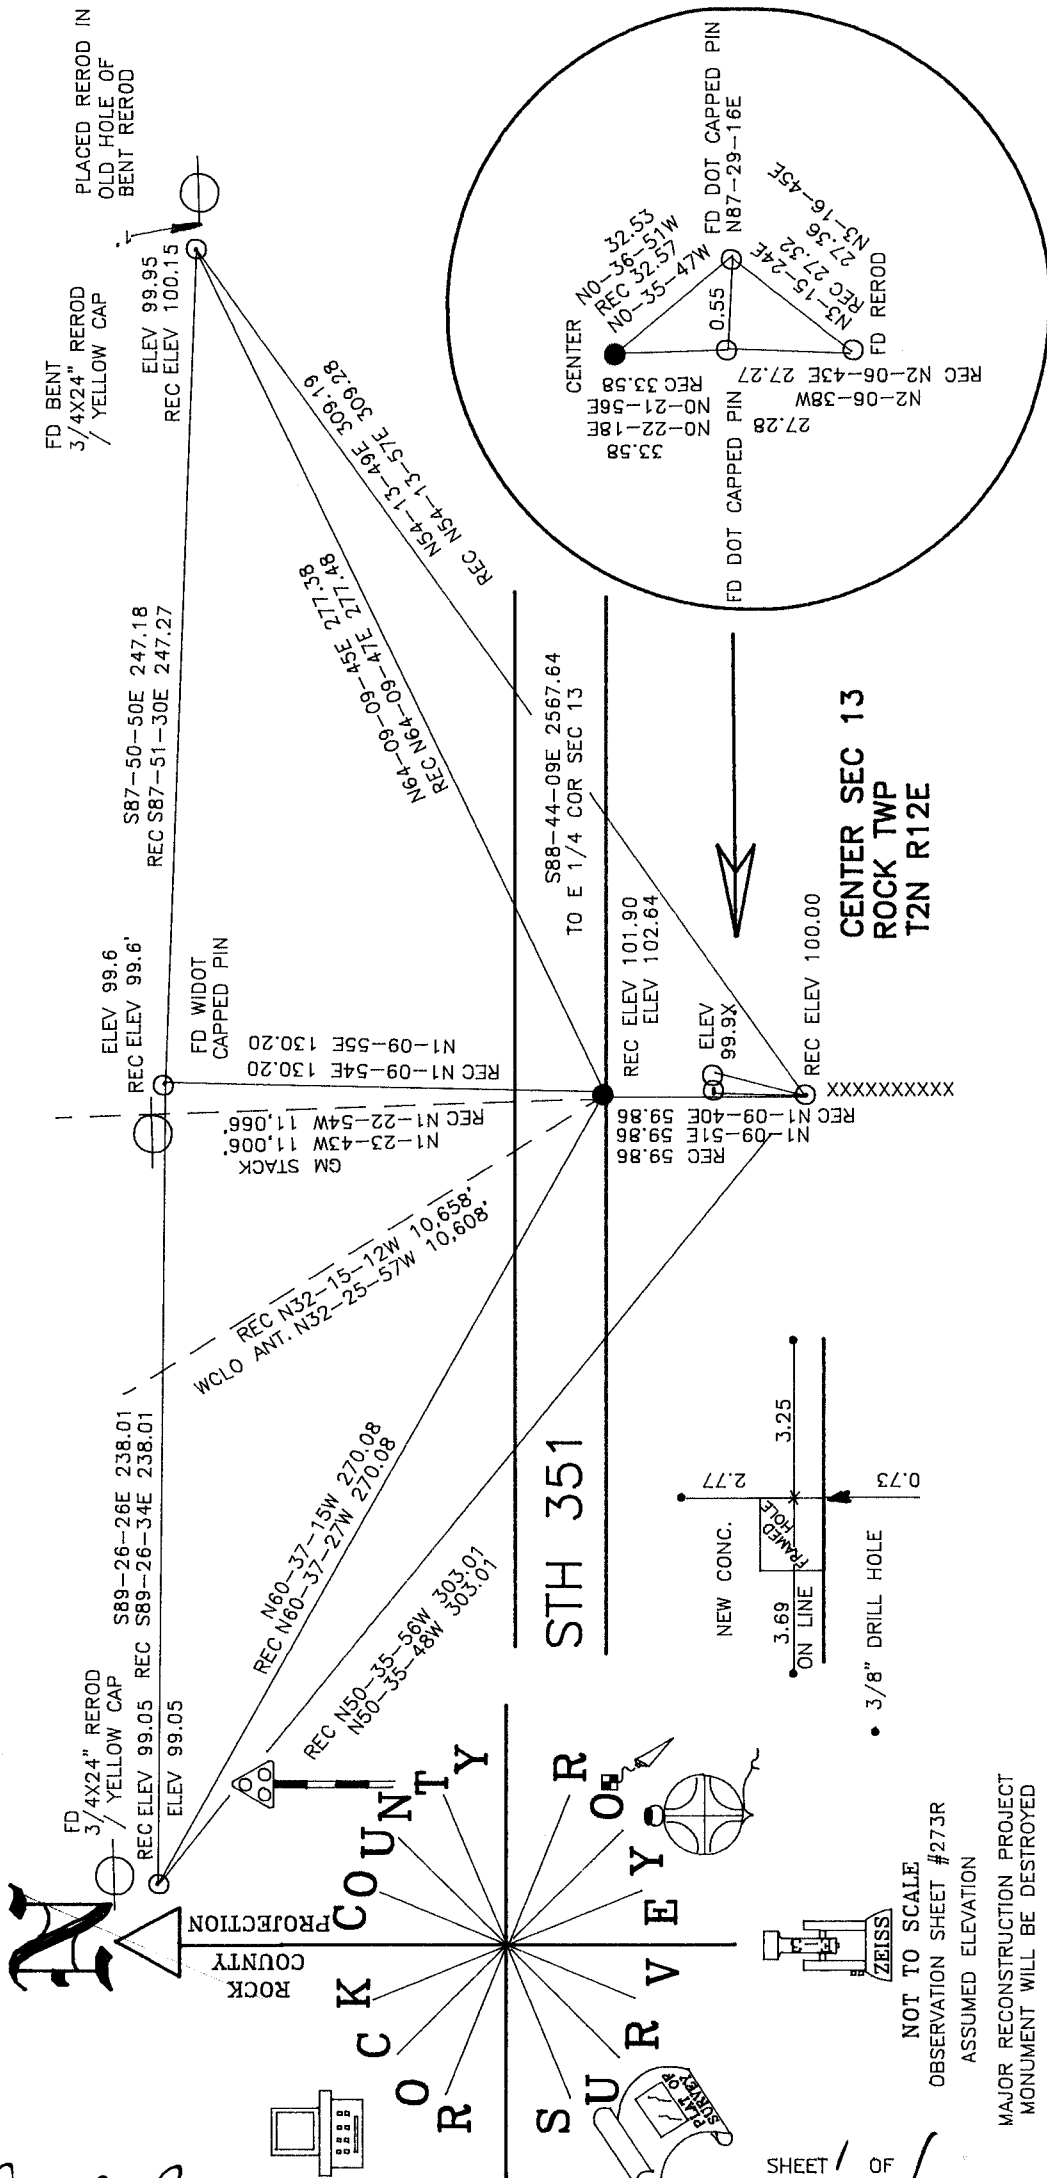 PLACED REROD IN
OLD HOLE OF
BENT REROD
FD BENT
3/4X24" REROD
/ YELLOW CAP
ELEV 99.95
REC ELEV 100.15
S87-50-50E 247.18
REC S87-51-30E 247.27
ELEV 99.6
REC ELEV 99.6'
FD WIDOT
CAPPED PIN
S89-26-26E 238.01
REC S89-26-34E 238.01
FD
3/4X24" REROD
/ YELLOW CAP
REC ELEV 99.05
ELEV 99.05
N
ROCK
COUNTY
PROJECTION
N54-13-49E 309.19
REC N54-13-57E 309.28
N64-09-45E 277.38
REC N64-09-47E 277.48
N1-09-55E 130.20
REC N1-09-54E 130.20
REC N1-22-54W 11,066'
N1-23-43W 11,006'
GM STACK
REC N32-15-12W 10,658'
WCLO ANT. N32-25-57W 10,608'
N60-37-15W 270.08
REC N60-37-27W 270.08
REC N50-35-56W 303.01
N50-35-48W 303.01
STH 351
S88-44-09E 2567.64
TO E 1/4 COR SEC 13
REC ELEV 101.90
ELEV 102.64
ELEV
99.9X
REC ELEV 100.00
XXXXXXXXXX
REC 59.86
N1-09-51E 59.86
REC N1-09-40E 59.86
CENTER
32.53
N0-36-51W
REC 32.57
N0-35-47W
FD DOT CAPPED PIN
N87-29-16E
0.55
33.58
N0-22-18E
N0-21-56E
REC 33.58
FD DOT CAPPED PIN
27.28
N2-06-38W
REC N2-06-43E 27.27
N3-15-24E
REC 27.32
27.36
N3-16-45E
FD REROD
CENTER SEC 13
ROCK TWP
T2N R12E
NEW CONC.
2.77
3.25
FRAMED
HOLE
3.69
ON LINE
0.73
• 3/8" DRILL HOLE
ROCK COUNTY
SURVEYOR
PLAT OF
SURVEY
ZEISS
NOT TO SCALE
OBSERVATION SHEET #273R
ASSUMED ELEVATION
MAJOR RECONSTRUCTION PROJECT
MONUMENT WILL BE DESTROYED
SHEET 1 OF 1